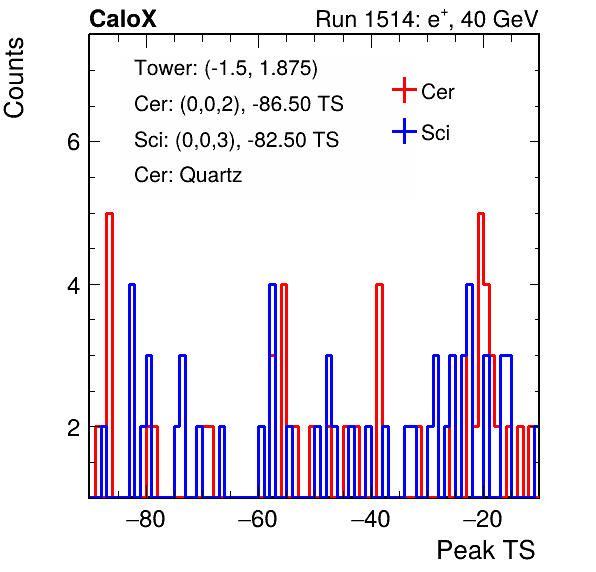 CaloX Run 1514: e⁺, 40 GeV
Counts
Tower: (-1.5, 1.875)
Cer: (0,0,2), -86.50 TS
Sci: (0,0,3), -82.50 TS
Cer: Quartz
Cer
Sci
6
4
2
−80 −60 −40 −20
Peak TS